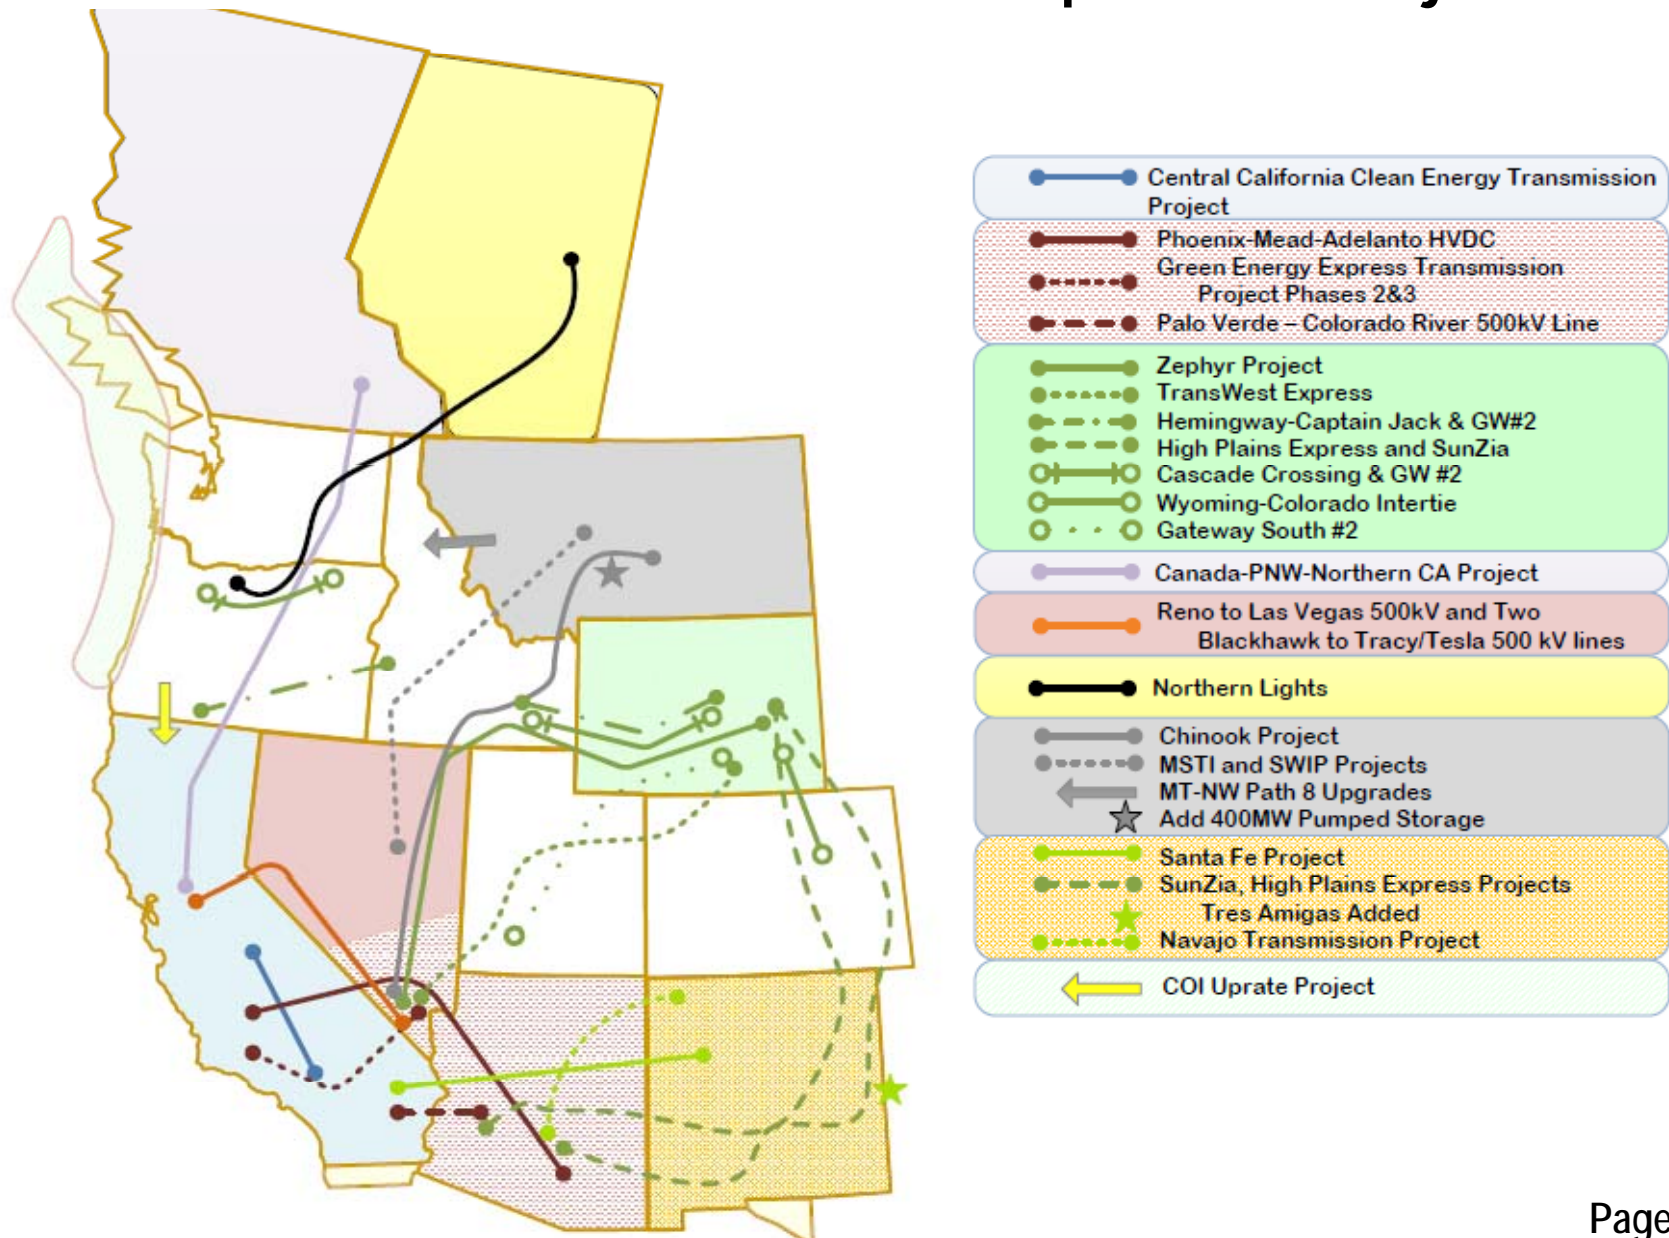 Central California Clean Energy Transmission
Project
Phoenix-Mead-Adelanto HVDC
Green Energy Express Transmission
Project Phases 2&3
Palo Verde – Colorado River 500kV Line
Zephyr Project
TransWest Express
Hemingway-Captain Jack & GW#2
High Plains Express and SunZia
Cascade Crossing & GW #2
Wyoming-Colorado Intertie
Gateway South #2
Canada-PNW-Northern CA Project
Reno to Las Vegas 500kV and Two
Blackhawk to Tracy/Tesla 500 kV lines
Northern Lights
Chinook Project
MSTI and SWIP Projects
MT-NW Path 8 Upgrades
Add 400MW Pumped Storage
Santa Fe Project
SunZia, High Plains Express Projects
Tres Amigas Added
Navajo Transmission Project
COI Uprate Project
Page